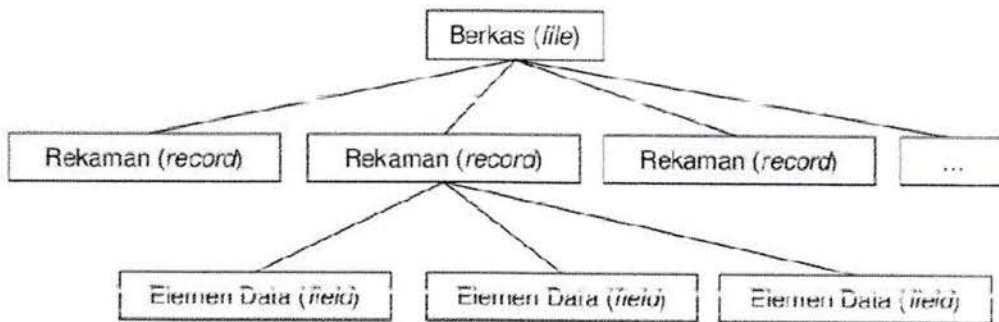 Berkas (file)
Rekaman (record)
Rekaman (record)
Rekaman (record)
...
Elemen Data (field)
Elemen Data (field)
Elemen Data (field)